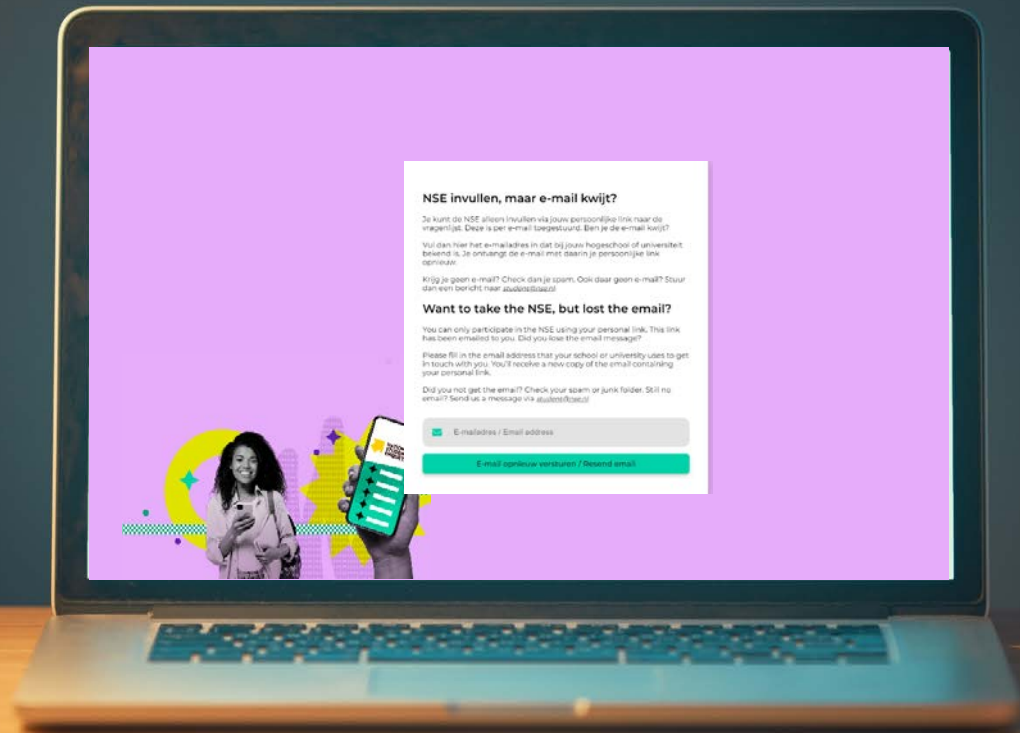 NSE invullen, maar e-mail kwijt?
Je kunt de NSE alleen invullen via jouw persoonlijke link naar de
vragenlijst. Deze is per e-mail toegestuurd. Ben je de e-mail kwijt?
Vul dan hier het e-mailadres in dat bij jouw hogeschool of universiteit
bekend is. Je ontvangt de e-mail met daarin je persoonlijke link
opnieuw.
Krijg je geen e-mail? Check dan je spam. Ook daar geen e-mail? Stuur
dan een bericht naar student@nse.nl
Want to take the NSE, but lost the email?
You can only participate in the NSE using your personal link. This link
has been emailed to you. Did you lose the email message?
Please fill in the email address that your school or university uses to get
in touch with you. You'll receive a new copy of the email containing
your personal link.
Did you not get the email? Check your spam or junk folder. Still no
email? Send us a message via student@nse.nl
E-mailadres / Email address
E-mail opnieuw versturen / Resend email